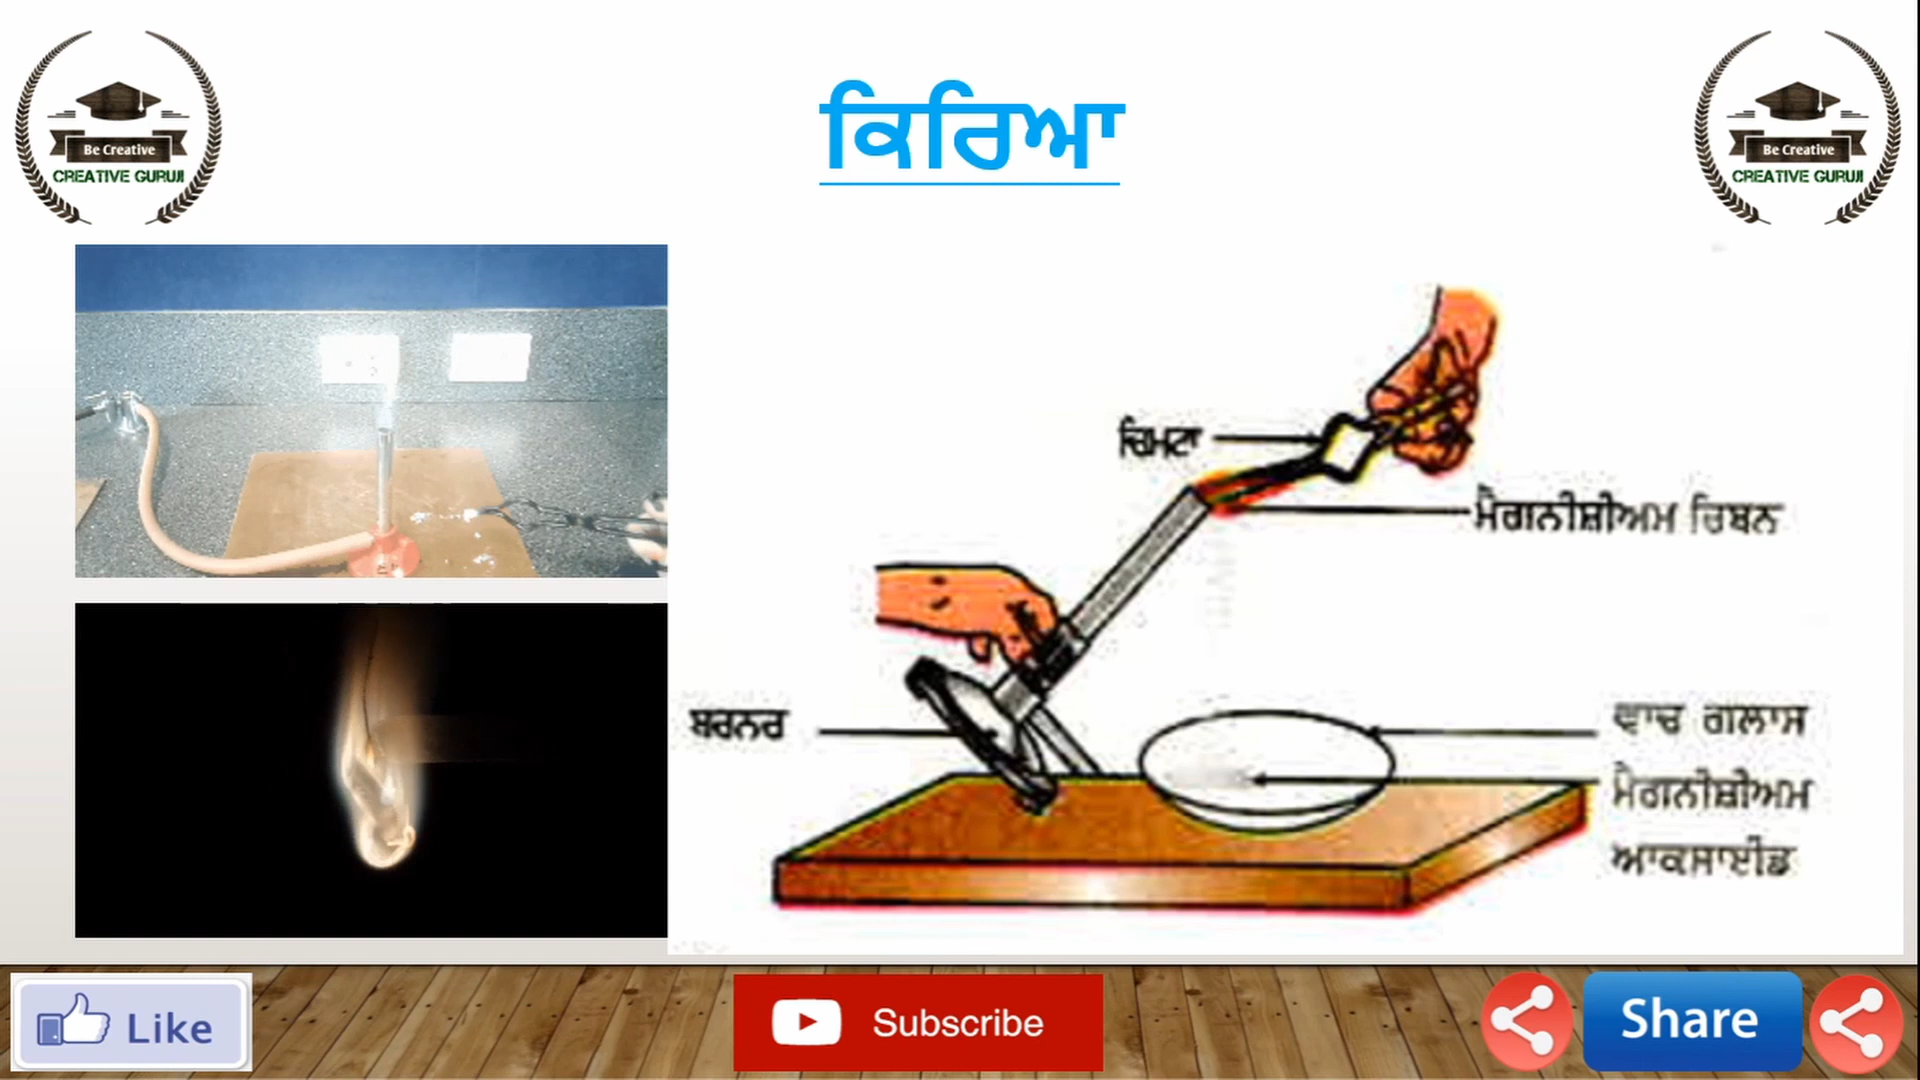 Be Creative
CREATIVE GURUJI
ਕਿਰਿਆ
Be Creative
CREATIVE GURUJI
ਚਿਮਟਾ
ਮੈਗਨੀਸ਼ੀਅਮ ਰਿਬਨ
ਬਰਨਰ
ਵਾਚ ਗਲਾਸ
ਮੈਗਨੀਸ਼ੀਅਮ
ਆਕਸਾਈਡ
Like
Subscribe
Share